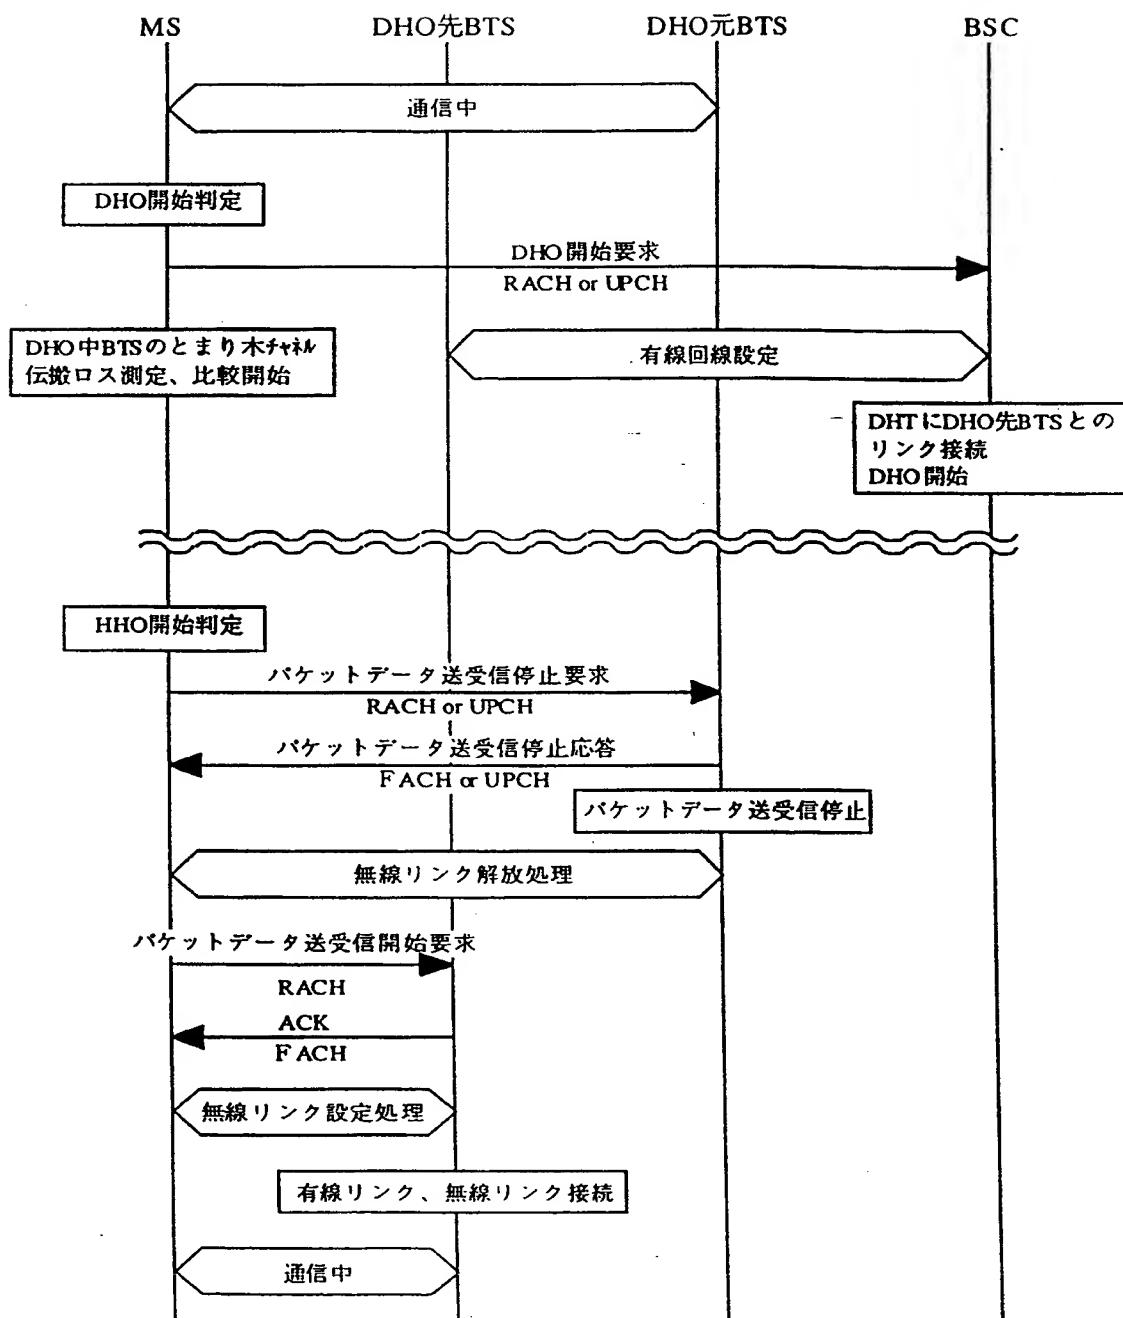 MS
DHO先BTS
DHO元BTS
BSC
通信中
DHO開始判定
DHO開始要求
RACH or UPCH
DHO中BTSのとまり木チャネル
伝搬ロス測定、比較開始
有線回線設定
DHTにDHO先BTSとの
リンク接続
DHO開始
HHO開始判定
パケットデータ送受信停止要求
RACH or UPCH
パケットデータ送受信停止応答
FACH or UPCH
パケットデータ送受信停止
無線リンク解放処理
パケットデータ送受信開始要求
RACH
ACK
FACH
無線リンク設定処理
有線リンク、無線リンク接続
通信中